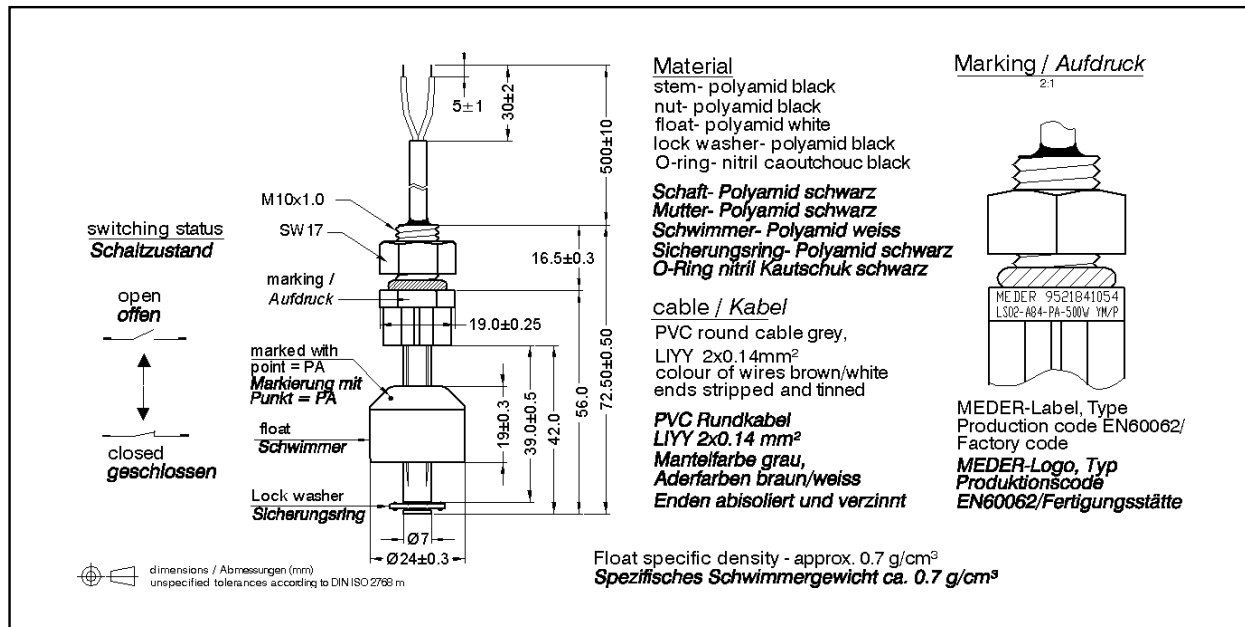 switching status
Schaltzustand
open
offen
closed
geschlossen
5±1
30±2
500±10
M10x1.0
SW 17
16.5±0.3
marking /
Aufdruck
19.0±0.25
marked with
point = PA
Markierung mit
Punkt = PA
float
Schwimmer
19±0.3
39.0±0.5
42.0
56.0
72.50±0.50
Lock washer
Sicherungsring
Ø7
Ø24±0.3
dimensions / Abmessungen (mm)
unspecified tolerances according to DIN ISO 2768 m
Material
stem- polyamid black
nut- polyamid black
float- polyamid white
lock washer- polyamid black
O-ring- nitril caoutchouc black
Schaft- Polyamid schwarz
Mutter- Polyamid schwarz
Schwimmer- Polyamid weiss
Sicherungsring- Polyamid schwarz
O-Ring nitril Kautschuk schwarz
cable / Kabel
PVC round cable grey,
LIYY 2x0.14mm²
colour of wires brown/white
ends stripped and tinned
PVC Rundkabel
LIYY 2x0.14 mm²
Mantelfarbe grau,
Aderfarben braun/weiss
Enden abisoliert und verzinnt
Float specific density - approx. 0.7 g/cm³
Spezifisches Schwimmergewicht ca. 0.7 g/cm³
Marking / Aufdruck
2:1
MEDER 9521841054
LS02-A84-PA-500W YM/P
MEDER-Label, Type
Production code EN60062/
Factory code
MEDER-Logo, Typ
Produktionscode
EN60062/Fertigungsstätte